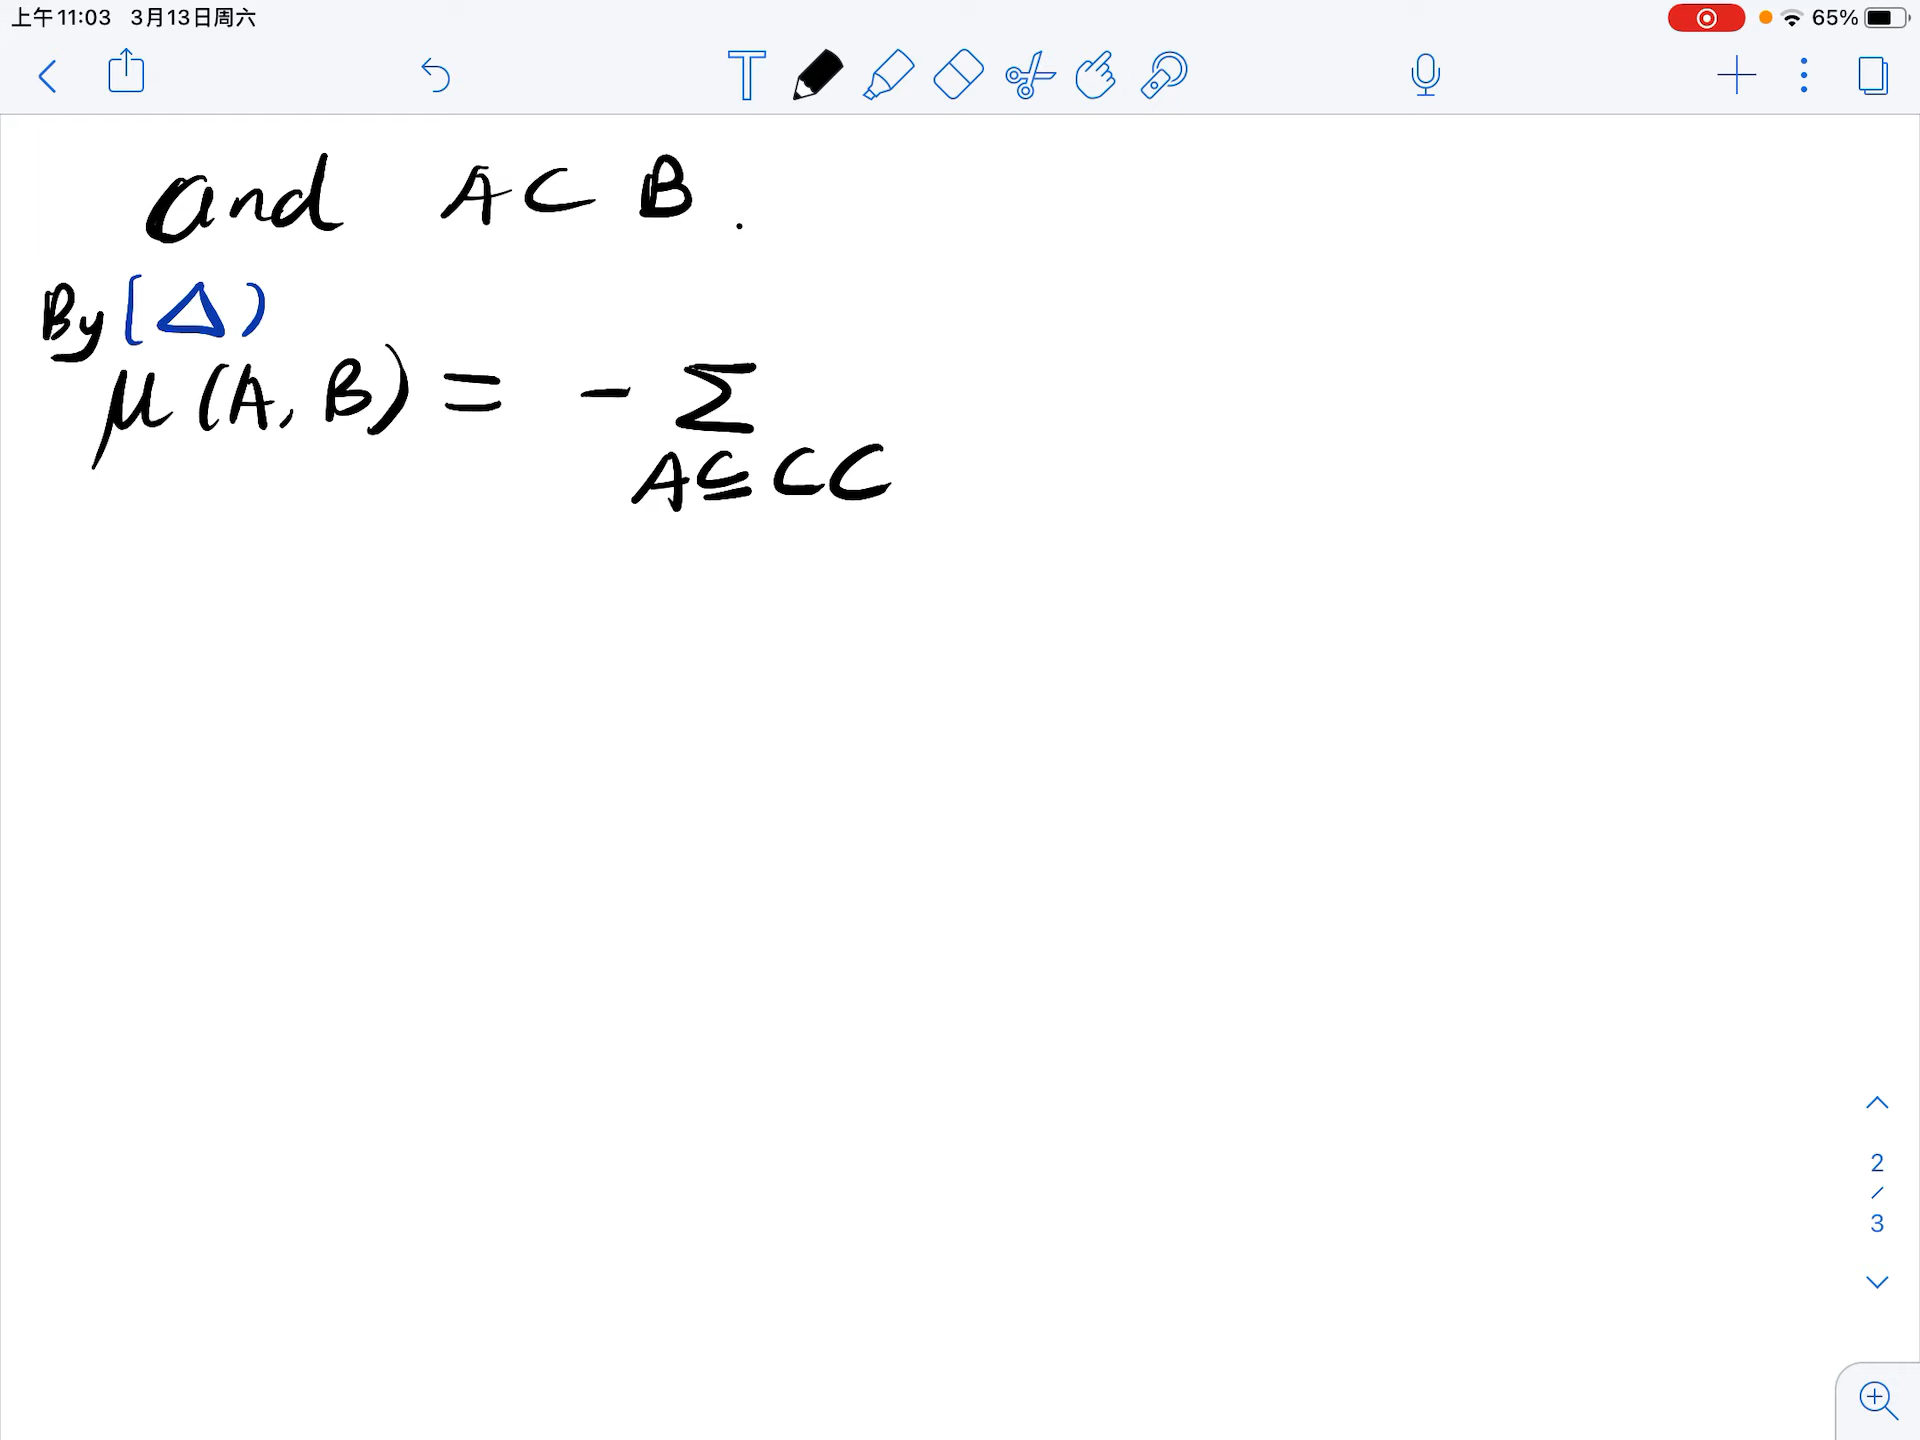 上午11:03 3月13日周六
65%
T
and A ⊂ B .
By (Δ)
μ (A, B) = - Σ
A ⊆ C ⊂
2
/
3